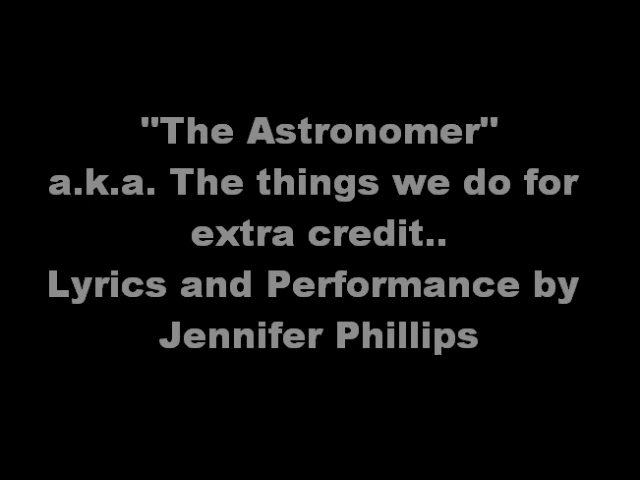 "The Astronomer"
a.k.a. The things we do for
extra credit..
Lyrics and Performance by
Jennifer Phillips